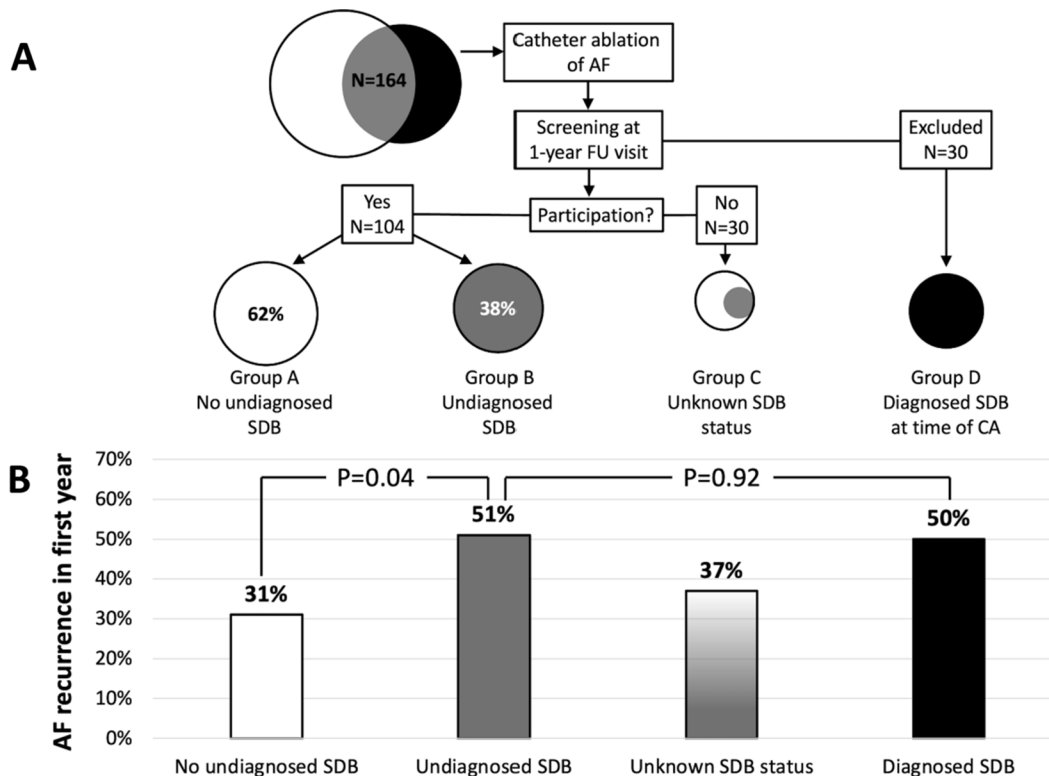 A
N=164
Catheter ablation
of AF
Screening at
1-year FU visit
Excluded
N=30
Participation?
Yes
N=104
No
N=30
62%
38%
Group A
No undiagnosed
SDB
Group B
Undiagnosed
SDB
Group C
Unknown SDB
status
Group D
Diagnosed SDB
at time of CA
B
AF recurrence in first year
70%
60%
50%
40%
30%
20%
10%
0%
P=0.04
P=0.92
31%
51%
37%
50%
No undiagnosed SDB
Undiagnosed SDB
Unknown SDB status
Diagnosed SDB